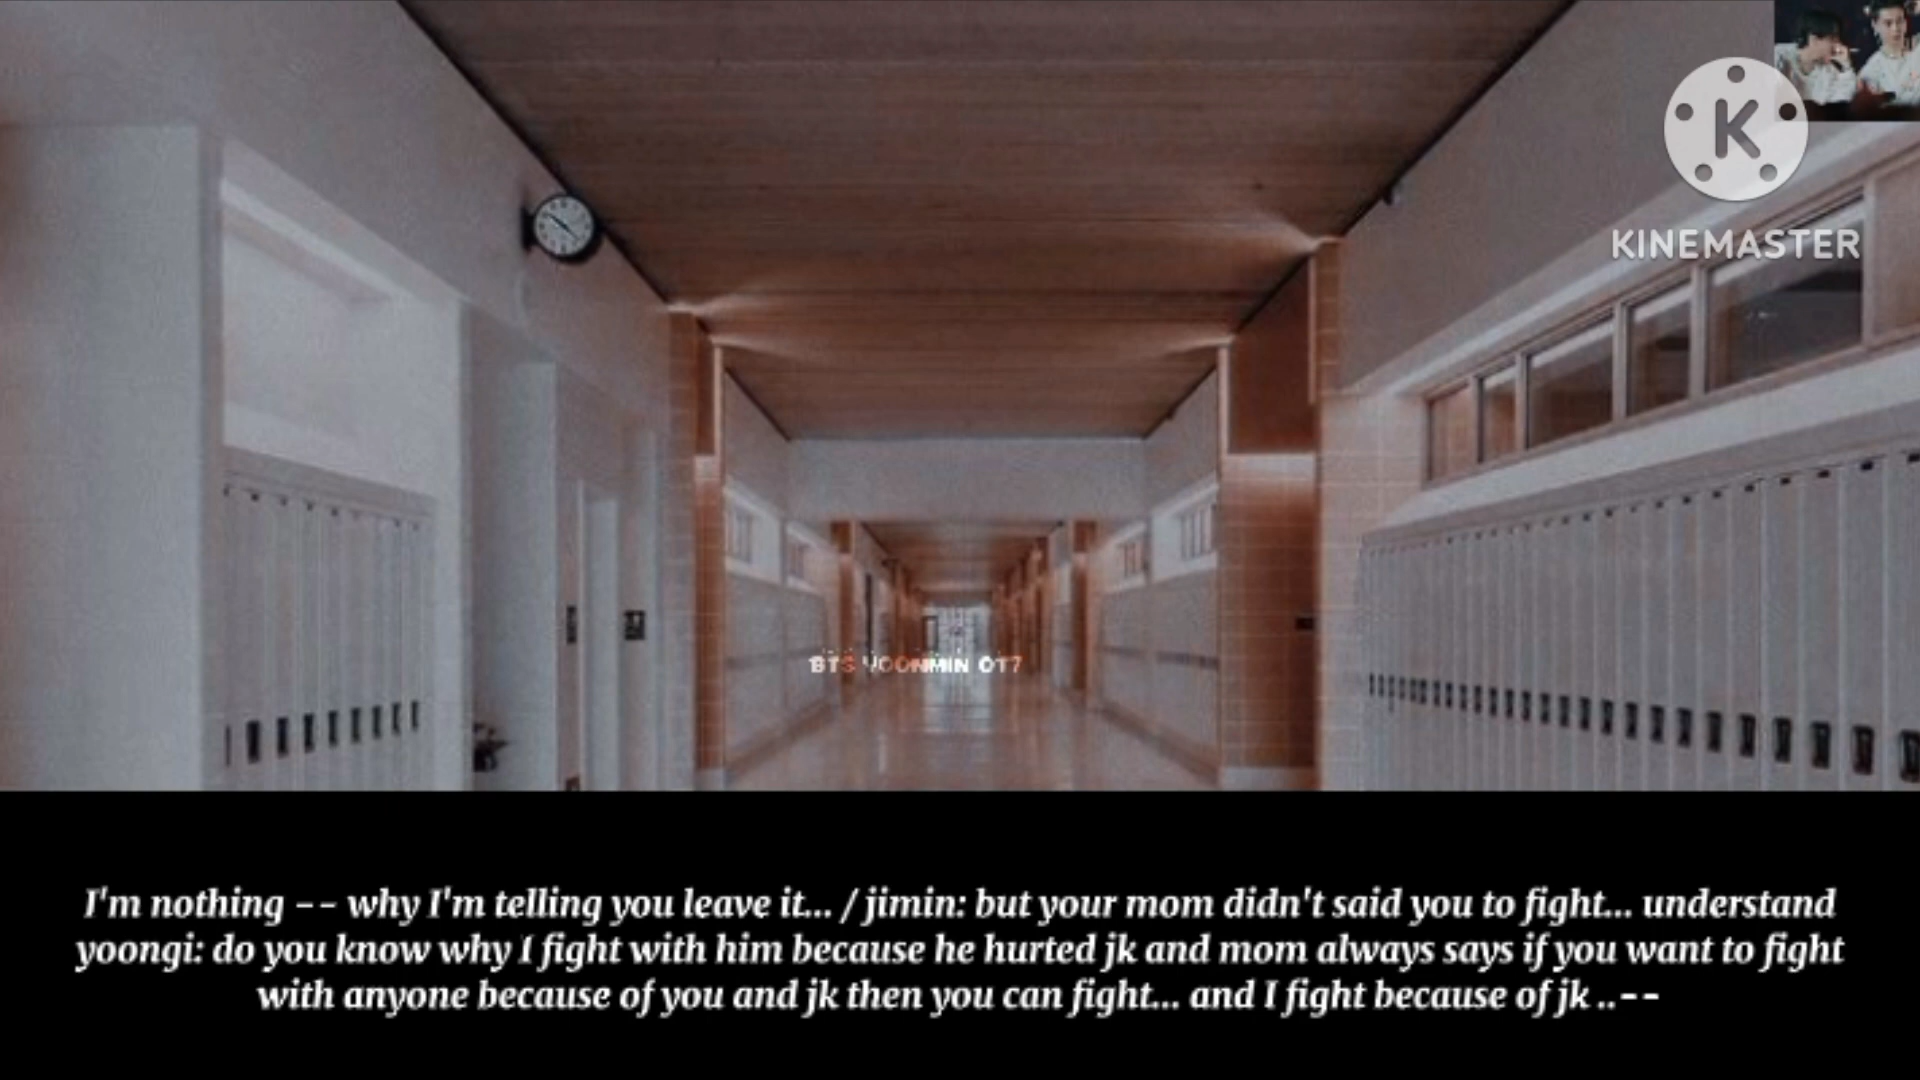 K
KINEMASTER
BTS YOONMIN OT7
I'm nothing -- why I'm telling you leave it... / jimin: but your mom didn't said you to fight... understand
yoongi: do you know why I fight with him because he hurted jk and mom always says if you want to fight
with anyone because of you and jk then you can fight... and I fight because of jk ..--